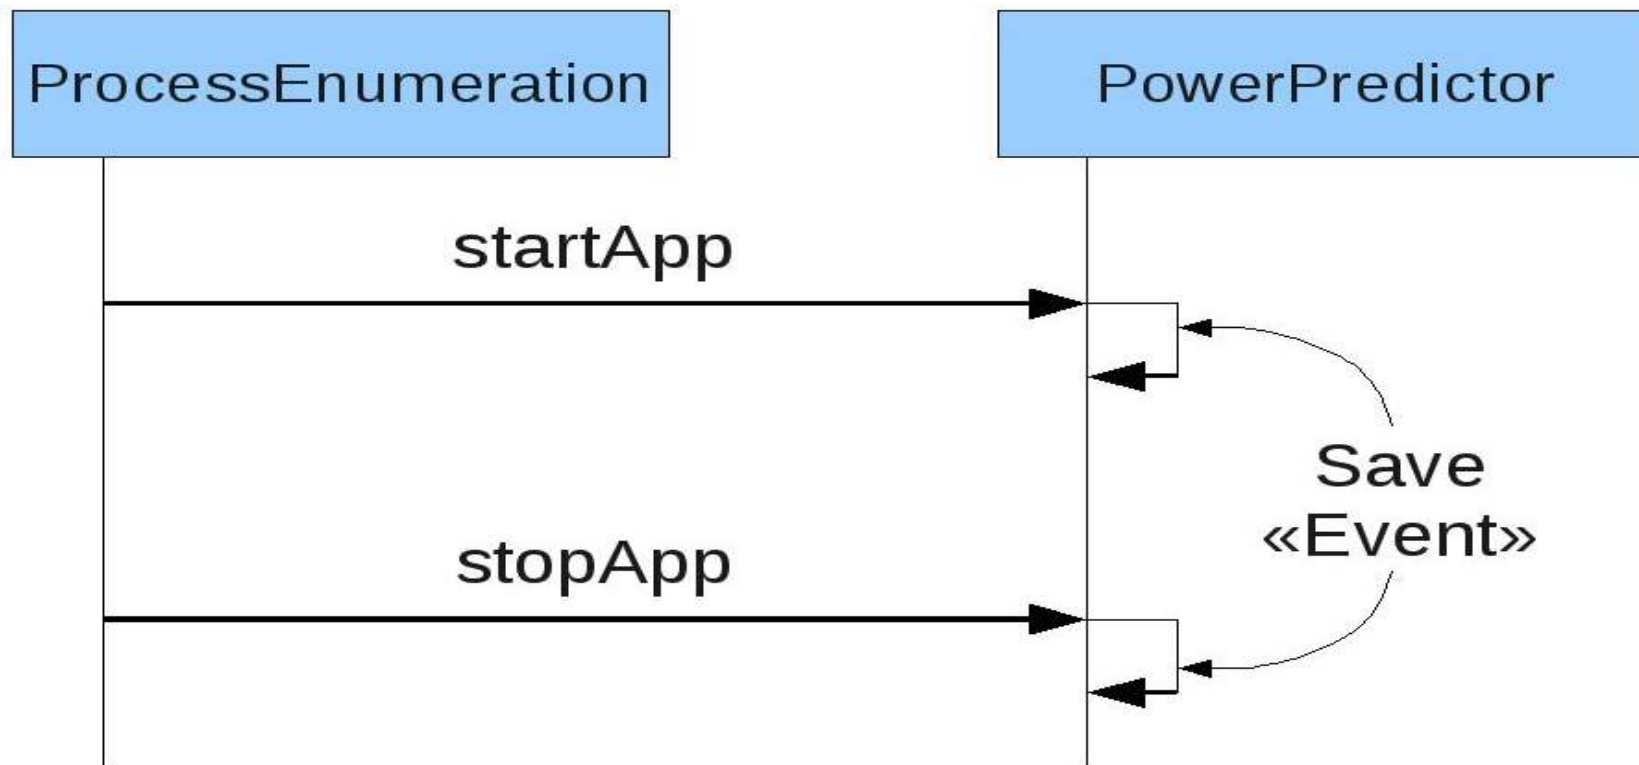 ProcessEnumeration
PowerPredictor
startApp
Save
«Event»
stopApp